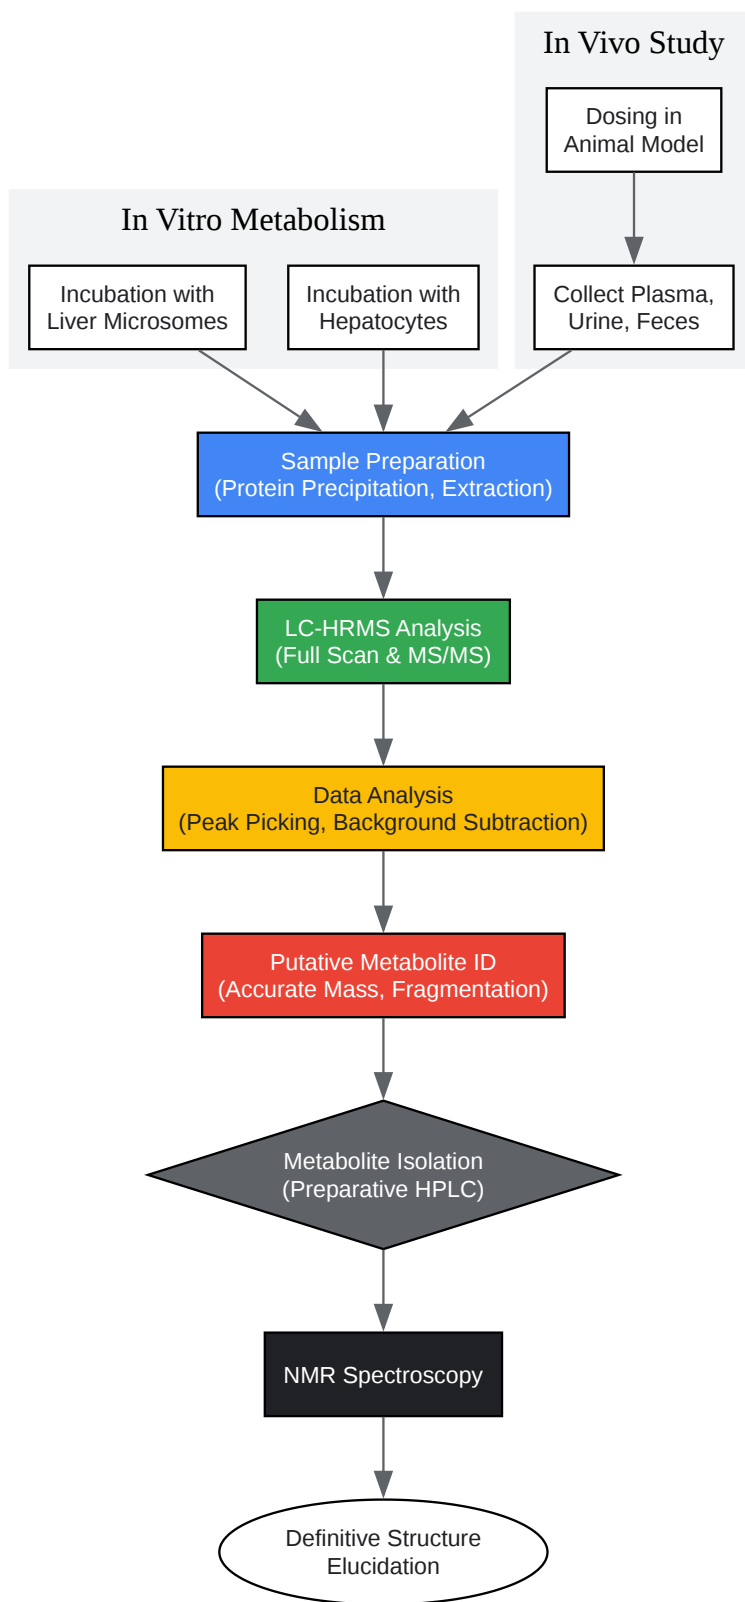 In Vivo Study
Dosing in
Animal Model
In Vitro Metabolism
Incubation with
Liver Microsomes
Incubation with
Hepatocytes
Collect Plasma,
Urine, Feces
Sample Preparation
(Protein Precipitation, Extraction)
LC-HRMS Analysis
(Full Scan & MS/MS)
Data Analysis
(Peak Picking, Background Subtraction)
Putative Metabolite ID
(Accurate Mass, Fragmentation)
Metabolite Isolation
(Preparative HPLC)
NMR Spectroscopy
Definitive Structure
Elucidation